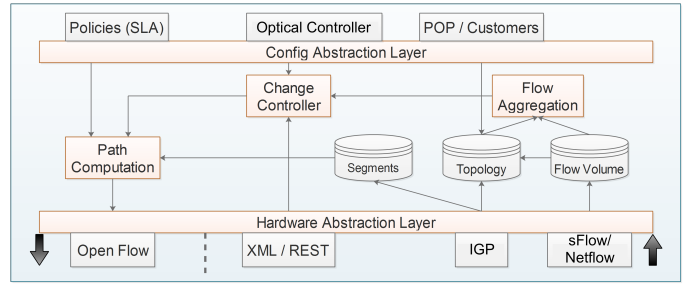 Policies (SLA)
Optical Controller
POP / Customers
Config Abstraction Layer
Change
Controller
Flow
Aggregation
Path
Computation
Segments
Topology
Flow Volume
Hardware Abstraction Layer
Open Flow
XML / REST
IGP
sFlow/
Netflow